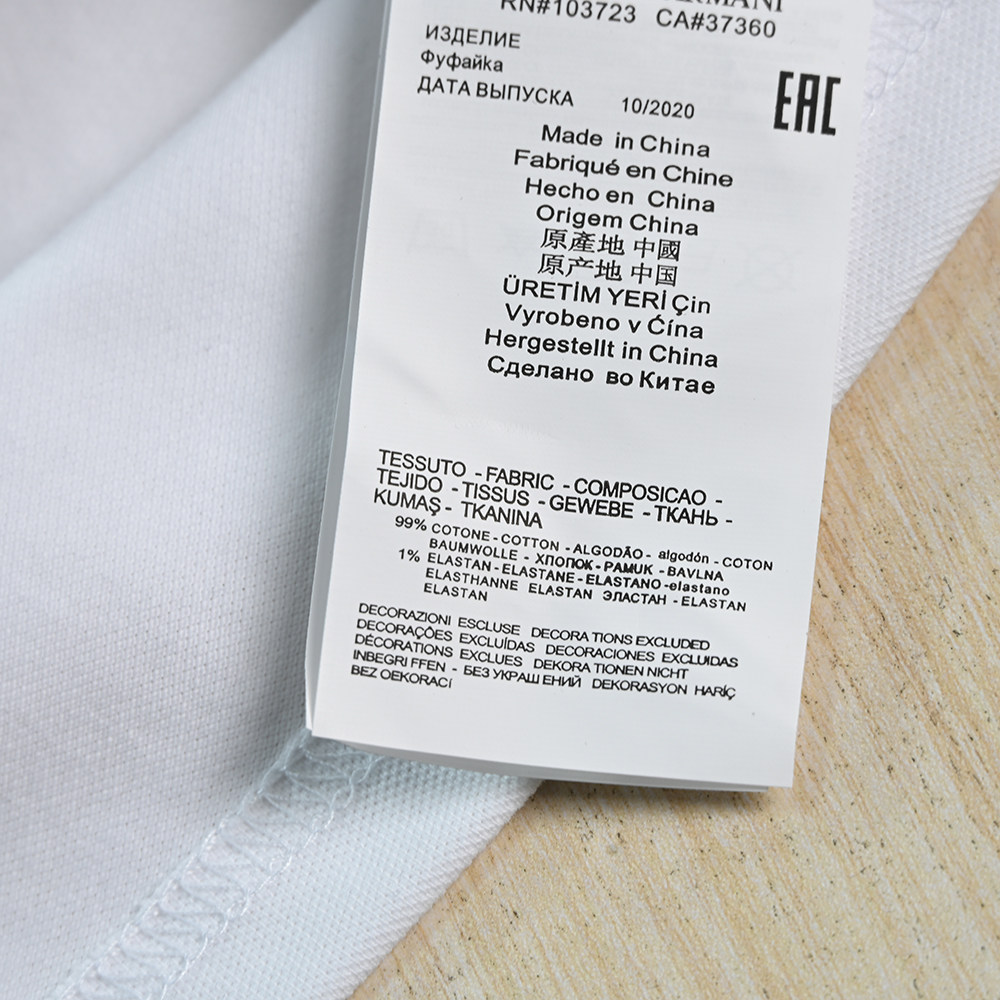 RN#103723 CA#37360
ИЗДЕЛИЕ
Фуфайка
ДАТА ВЫПУСКА 10/2020
EAC
Made in China
Fabriqué en Chine
Hecho en China
Origem China
原產地 中國
原产地 中国
ÜRETİM YERİ Çin
Vyrobeno v Ćína
Hergestellt in China
Сделано во Китае
TESSUTO - FABRIC - COMPOSICAO -
TEJIDO - TISSUS - GEWEBE - ТКАНЬ -
KUMAŞ - TKANINA
99% COTONE - COTTON - ALGODÃO - algodón - COTON
BAUMWOLLE - ХЛОПОК - PAMUK - BAVLNA
1% ELASTAN - ELASTANE - ELASTANO - elastano
ELASTHANNE ELASTAN ЭЛАСТАН - ELASTAN
ELASTAN
DECORAZIONI ESCLUSE DECORA TIONS EXCLUDED
DECORAÇÕES EXCLUÍDAS DECORACIONES EXCLUIDAS
DÉCORATIONS EXCLUES DEKORA TIONEN NICHT
INBEGRI FFEN - БЕЗ УКРАШ ЕНИЙ DEKORASYON HARİÇ
BEZ OEKORACÍ